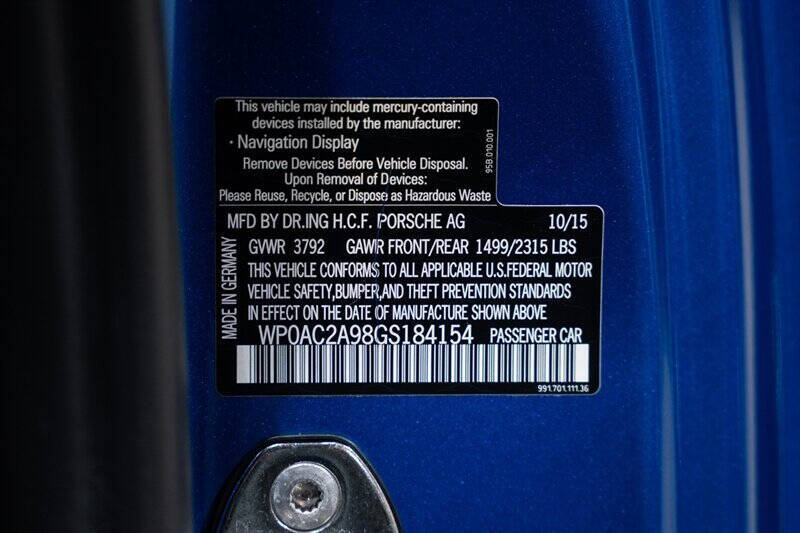 This vehicle may include mercury-containing
devices installed by the manufacturer:
· Navigation Display
Remove Devices Before Vehicle Disposal.
Upon Removal of Devices:
Please Reuse, Recycle, or Dispose as Hazardous Waste
95B.010.001
MFD BY DR.ING H.C.F. PORSCHE AG 10/15
GVWR 3792 GAWR FRONT/REAR 1499/2315 LBS
THIS VEHICLE CONFORMS TO ALL APPLICABLE U.S.FEDERAL MOTOR
VEHICLE SAFETY,BUMPER,AND THEFT PREVENTION STANDARDS
IN EFFECT ON THE DATE OF MANUFACTURE SHOWN ABOVE
WP0AC2A98GS184154 PASSENGER CAR
MADE IN GERMANY
991.701.111.36